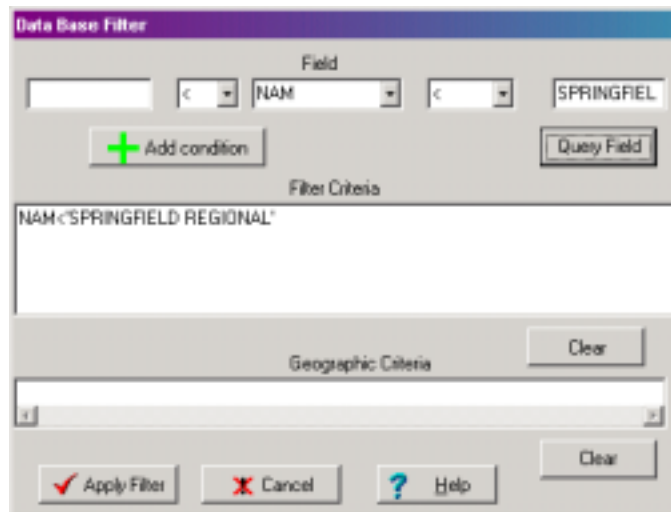 Data Base Filter
Field
< NAM < SPRINGFIEL
Add condition Query Field
Filter Criteria
NAM<"SPRINGFIELD REGIONAL"
Clear
Geographic Criteria
Clear
Apply Filter Cancel ? Help